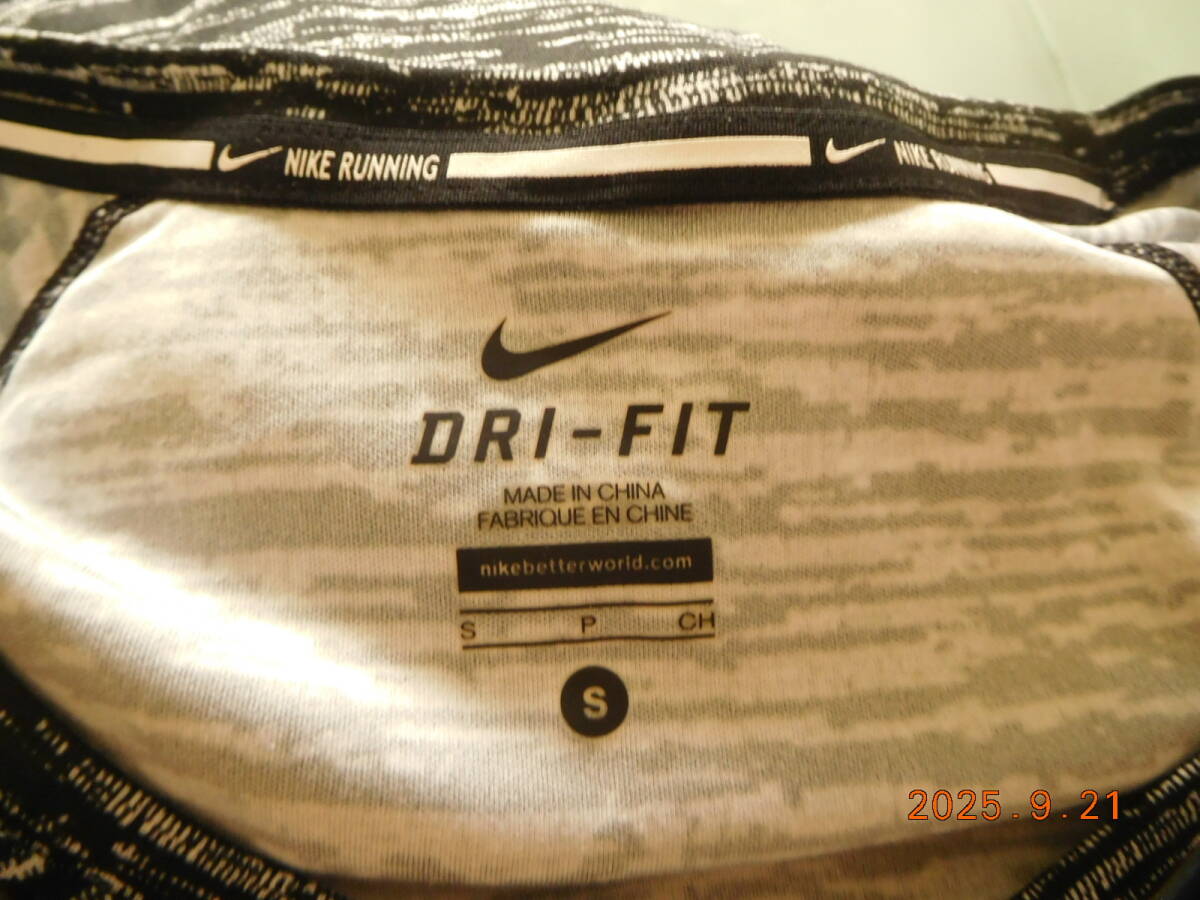 NIKE RUNNING NIKE RUNNING
DRI-FIT
MADE IN CHINA
FABRIQUE EN CHINE
nikebetterworld.com
S P CH
S
2025.9.21